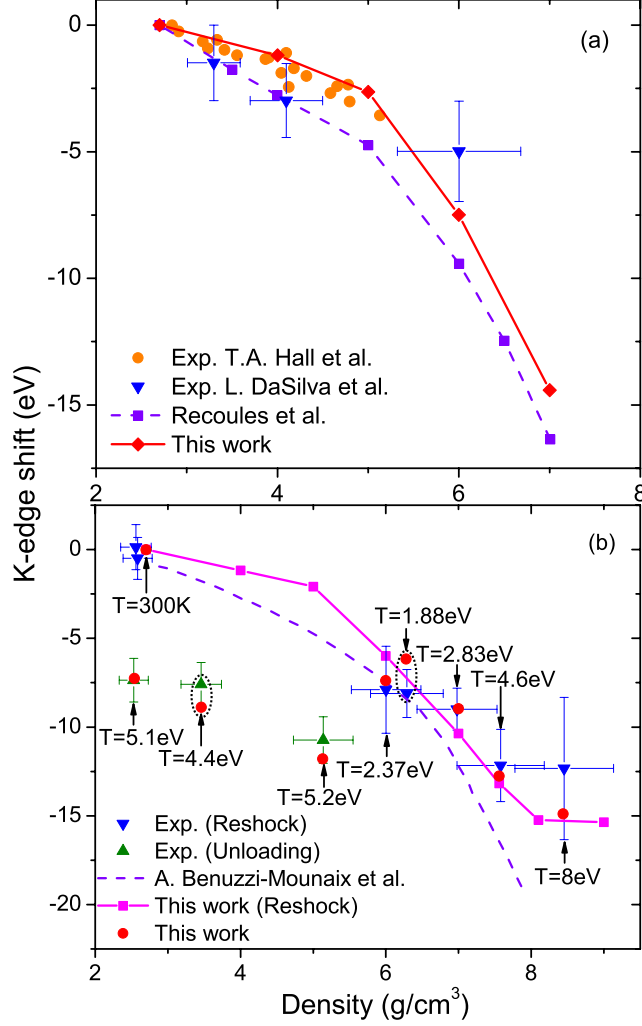 0
(a)
-5
-10
-15
Exp. T.A. Hall et al.
Exp. L. DaSilva et al.
Recoules et al.
This work
2 4 6 8
K-edge shift (eV)
0
(b)
T=300K
T=1.88eV
-5
T=2.83eV
T=4.6eV
T=5.1eV
T=4.4eV
-10
T=2.37eV
T=5.2eV
-15
Exp. (Reshock)
Exp. (Unloading)
A. Benuzzi-Mounaix et al.
T=8eV
-20
This work (Reshock)
This work
2 4 6 8
Density (g/cm³)